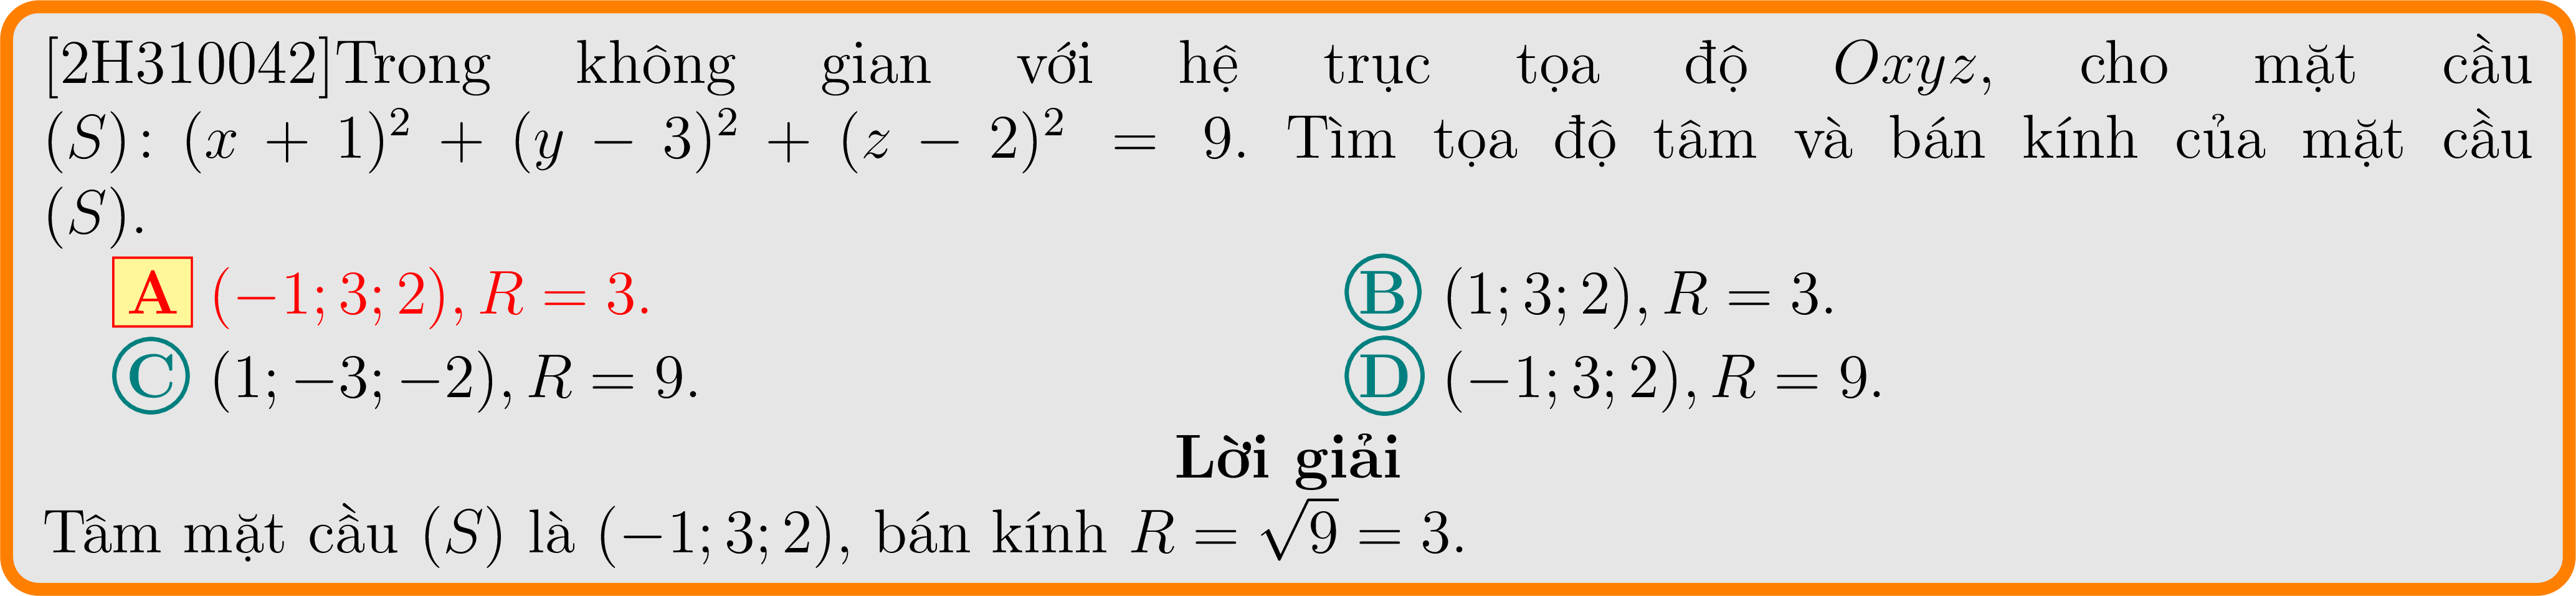 [2H310042]Trong không gian với hệ trục tọa độ Oxyz, cho mặt cầu
(S): (x + 1)² + (y − 3)² + (z − 2)² = 9. Tìm tọa độ tâm và bán kính của mặt cầu
(S).
A (−1; 3; 2), R = 3. B (1; 3; 2), R = 3.
C (1; −3; −2), R = 9. D (−1; 3; 2), R = 9.
Lời giải
Tâm mặt cầu (S) là (−1; 3; 2), bán kính R = √9 = 3.